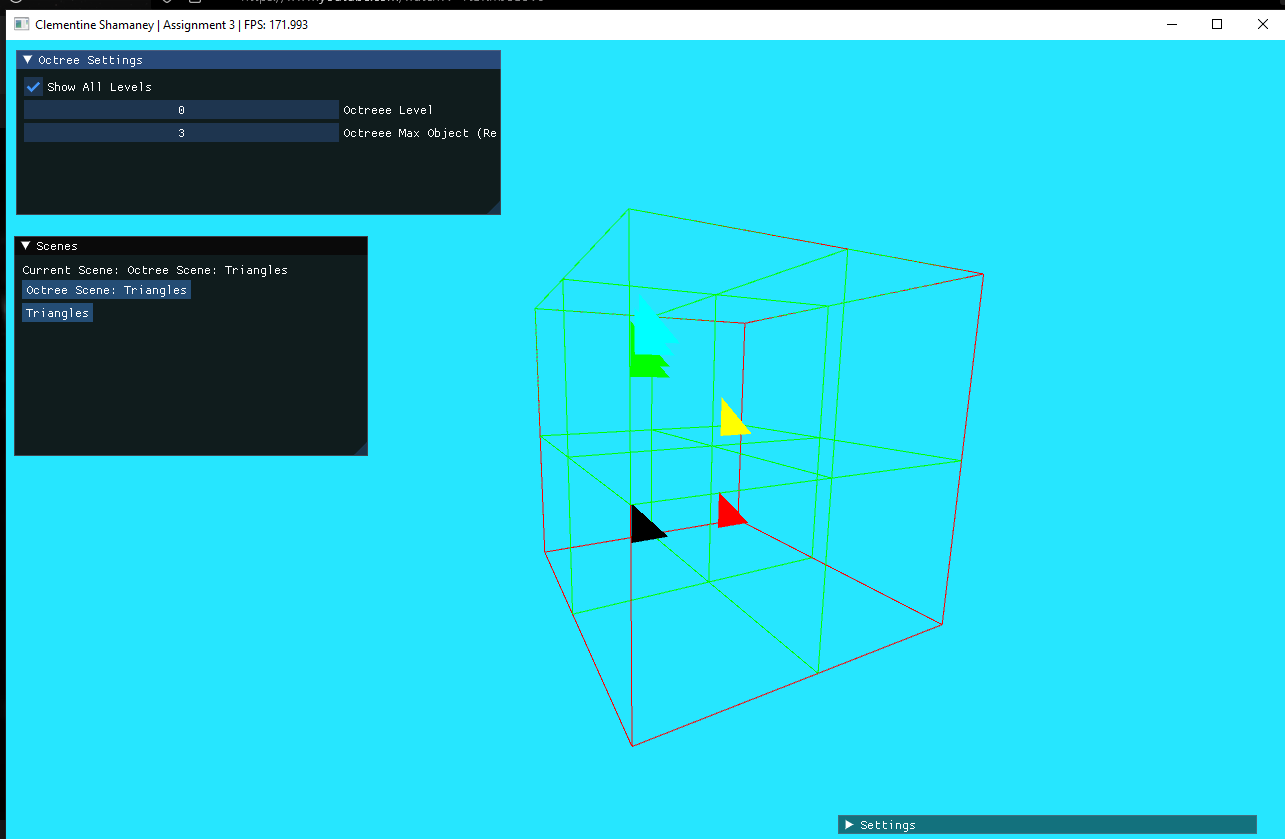 Clementine Shamaney | Assignment 3 | FPS: 171.993
Octree Settings
Show All Levels
0 Octreee Level
3 Octreee Max Object (Re
Scenes
Current Scene: Octree Scene: Triangles
Octree Scene: Triangles
Triangles
Settings